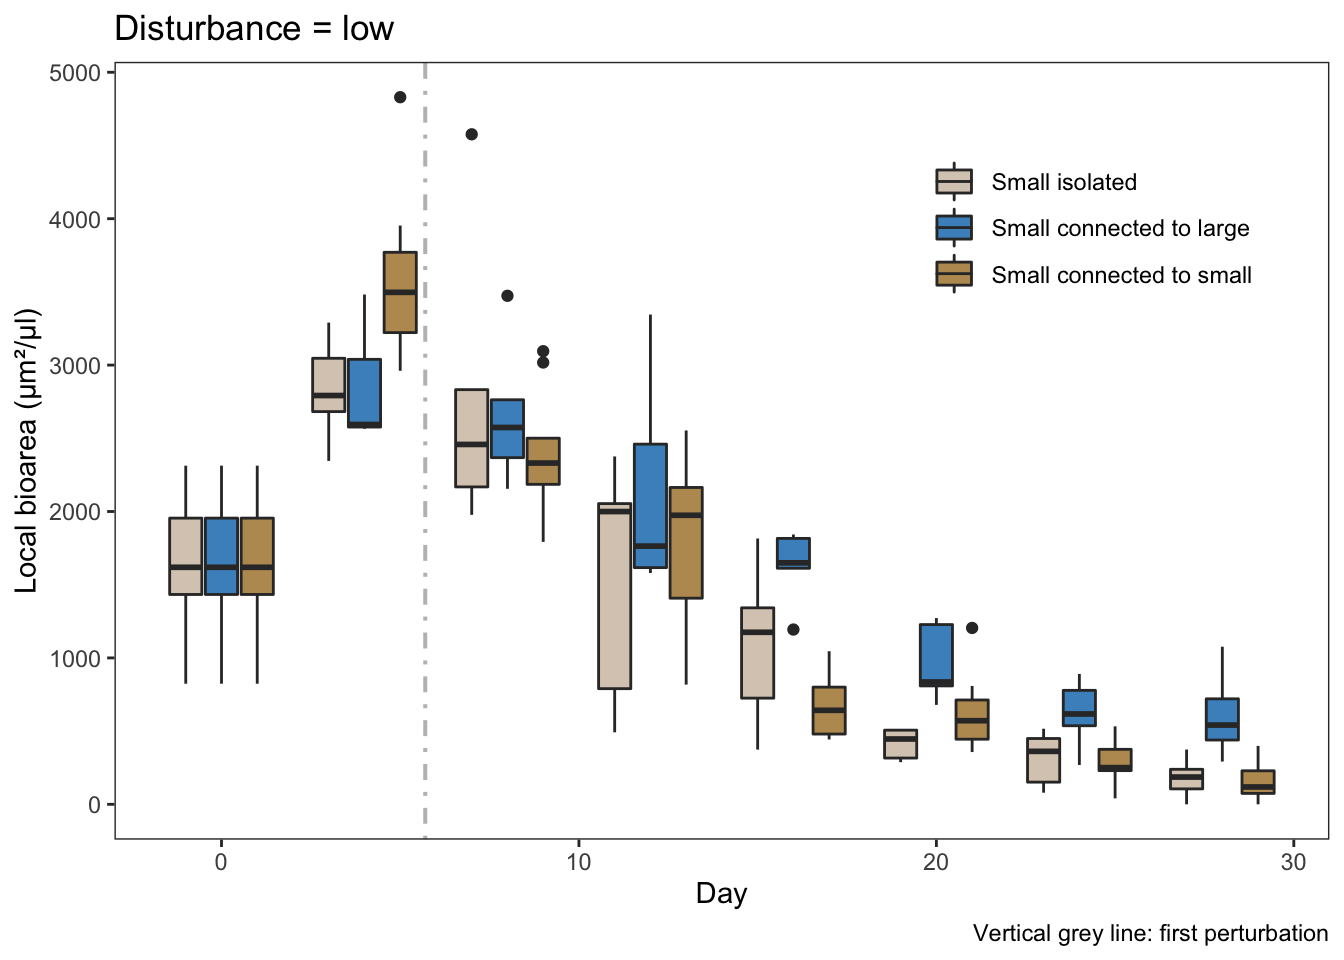 Disturbance = low
5000
4000
3000
2000
1000
0
Local bioarea (μm²/μl)
Small isolated
Small connected to large
Small connected to small
0
10
20
30
Day
Vertical grey line: first perturbation